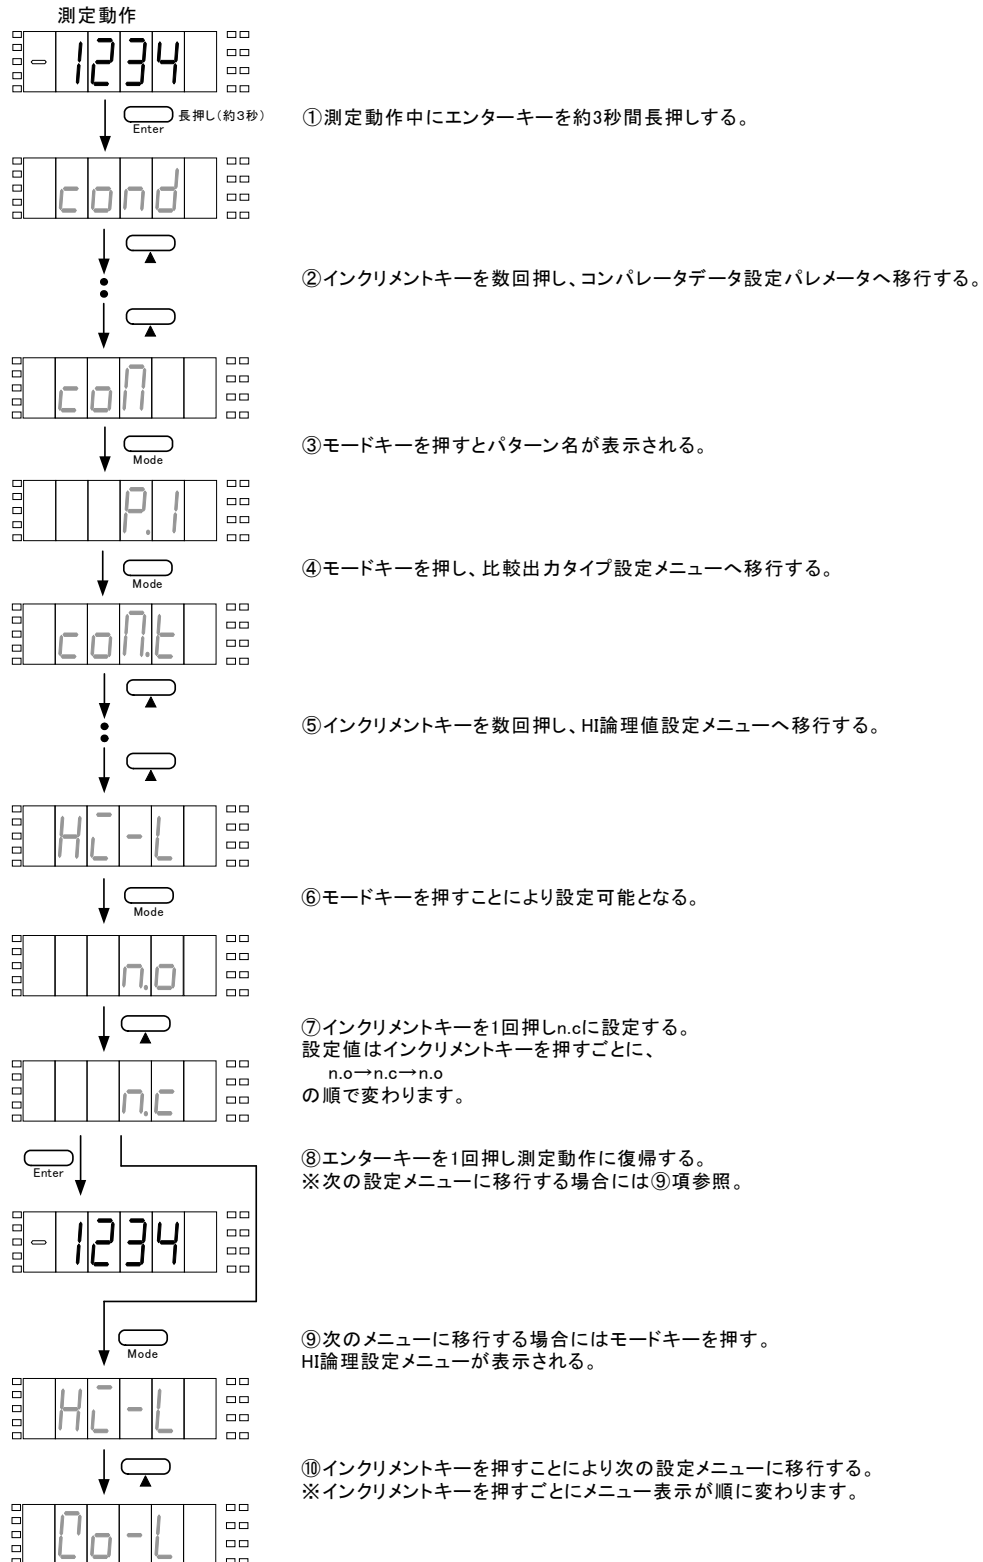 測定動作
- 1234
長押し(約3秒)
Enter
①測定動作中にエンターキーを約3秒間長押しする。
cond
②インクリメントキーを数回押し、コンパレータデータ設定パレメータへ移行する。
coM
Mode
③モードキーを押すとパターン名が表示される。
P.1
Mode
④モードキーを押し、比較出力タイプ設定メニューへ移行する。
coM.t
⑤インクリメントキーを数回押し、HI論理値設定メニューへ移行する。
Hi-L
Mode
⑥モードキーを押すことにより設定可能となる。
n.o
⑦インクリメントキーを1回押しn.cに設定する。
設定値はインクリメントキーを押すごとに、
n.o→n.c→n.o
の順で変わります。
n.c
Enter
⑧エンターキーを1回押し測定動作に復帰する。
※次の設定メニューに移行する場合には⑨項参照。
- 1234
Mode
⑨次のメニューに移行する場合にはモードキーを押す。
HI論理設定メニューが表示される。
Hi-L
⑩インクリメントキーを押すことにより次の設定メニューに移行する。
※インクリメントキーを押すごとにメニュー表示が順に変わります。